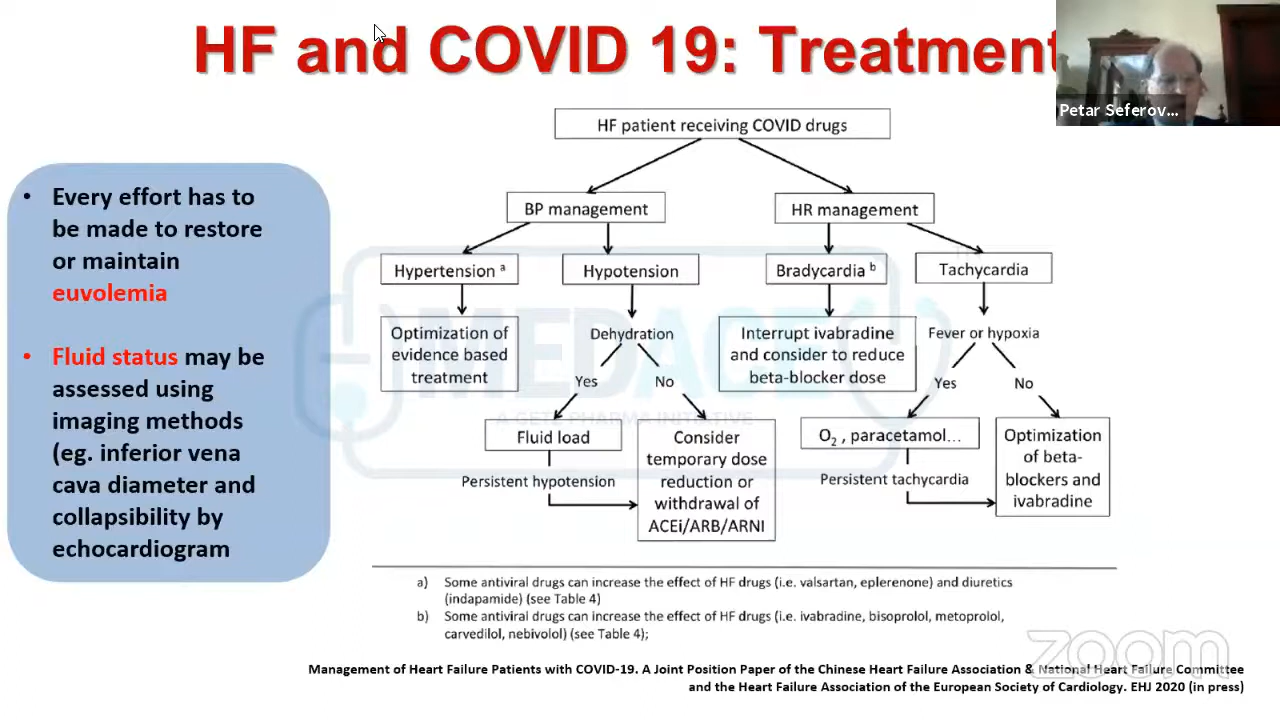 HF and COVID 19: Treatment
Petar Seferov...
HF patient receiving COVID drugs
BP management
HR management
Hypertension a
Hypotension
Bradycardia b
Tachycardia
Optimization of
evidence based
treatment
Dehydration
Interrupt ivabradine
and consider to reduce
beta-blocker dose
Fever or hypoxia
Yes
No
Yes
No
Fluid load
Consider
temporary dose
reduction or
withdrawal of
ACEi/ARB/ARNI
O2 , paracetamol...
Optimization
of beta-
blockers and
ivabradine
Persistent hypotension
Persistent tachycardia
• Every effort has to
be made to restore
or maintain
euvolemia
• Fluid status may be
assessed using
imaging methods
(eg. inferior vena
cava diameter and
collapsibility by
echocardiogram
MEDACE
A GETZ PHARMA INITIATIVE
a) Some antiviral drugs can increase the effect of HF drugs (i.e. valsartan, eplerenone) and diuretics
(indapamide) (see Table 4)
b) Some antiviral drugs can increase the effect of HF drugs (i.e. ivabradine, bisoprolol, metoprolol,
carvedilol, nebivolol) (see Table 4);
zoom
Management of Heart Failure Patients with COVID-19. A Joint Position Paper of the Chinese Heart Failure Association & National Heart Failure Committee
and the Heart Failure Association of the European Society of Cardiology. EHJ 2020 (in press)